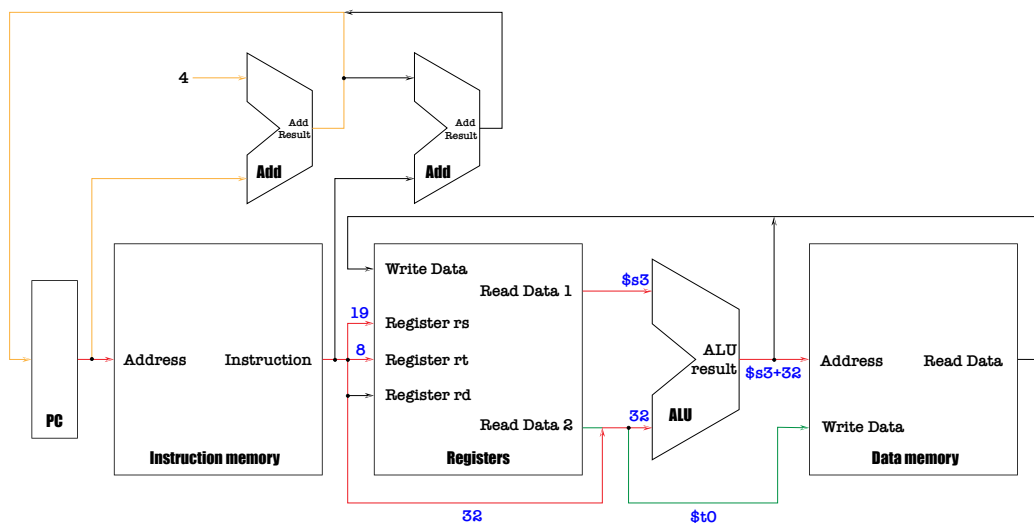 4
Add
Result
Add
Add
Result
Add
Write Data
Read Data 1
$s3
19
Register rs
8
Register rt
Register rd
Read Data 2
32
Registers
PC
Address
Instruction
Instruction memory
ALU
result
ALU
$s3+32
Address
Read Data
Write Data
Data memory
32
$t0